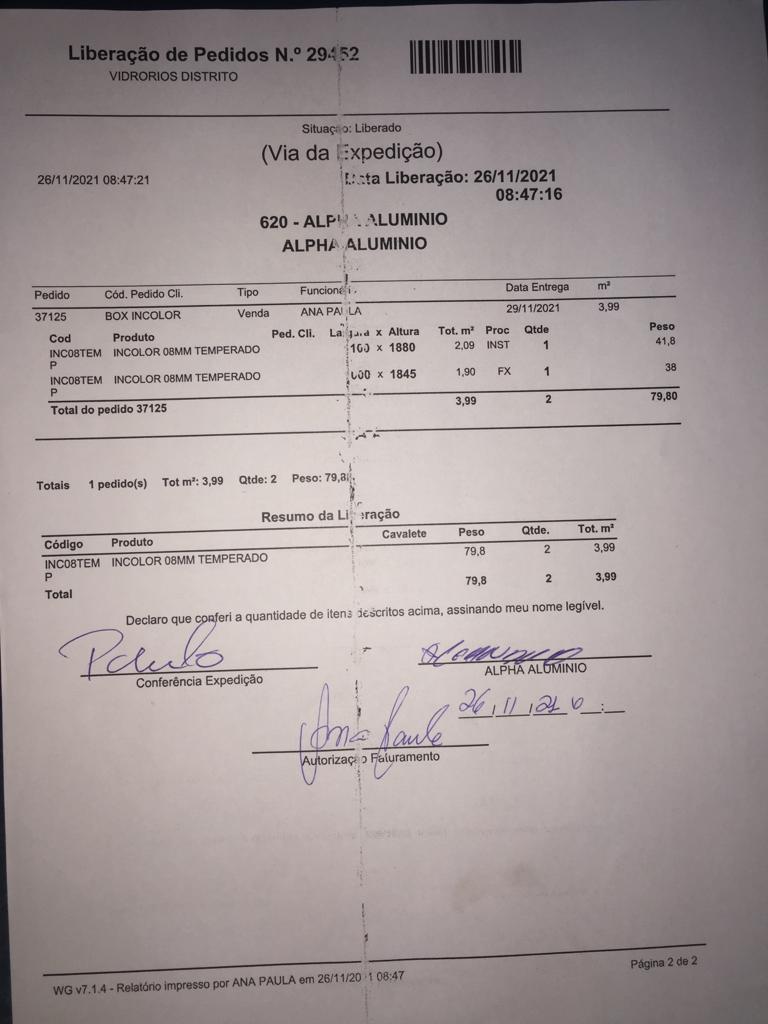 Liberação de Pedidos N.º 29452
VIDRORIOS DISTRITO
Situação: Liberado
(Via da Expedição)
26/11/2021 08:47:21
Data Liberação: 26/11/2021
08:47:16
620 - ALPHA ALUMINIO
ALPHA ALUMINIO
Pedido Cód. Pedido Cli. Tipo Funcionári Data Entrega m²
37125 BOX INCOLOR Venda ANA PAULA 29/11/2021 3,99
Cod Produto Ped. Cli. Largura x Altura Tot. m² Proc Qtde Peso
INC08TEM INCOLOR 08MM TEMPERADO x 1880 2,09 INST 1 41,8
P
INC08TEM INCOLOR 08MM TEMPERADO x 1845 1,90 FX 1 38
P
Total do pedido 37125 3,99 2 79,80
Totais 1 pedido(s) Tot m²: 3,99 Qtde: 2 Peso: 79,8
Resumo da Liberação
Código Produto Cavalete Peso Qtde. Tot. m²
INC08TEM INCOLOR 08MM TEMPERADO 79,8 2 3,99
P
Total 79,8 2 3,99
Declaro que conferi a quantidade de itens descritos acima, assinando meu nome legível.
Paulo
Conferência Expedição
ALPHA ALUMINIO
26/11/21
Ana Paula
Autorização Faturamento
WG v7.1.4 - Relatório impresso por ANA PAULA em 26/11/2021 08:47
Página 2 de 2